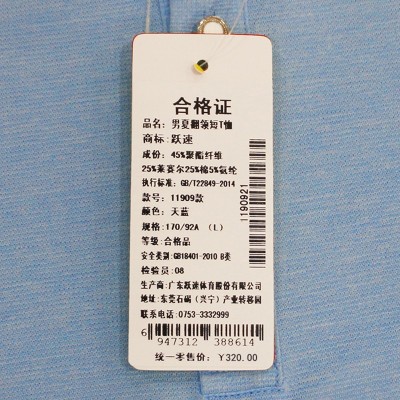 合格证
品名: 男夏翻领短T恤
商标: 跃速
成份: 45%聚酯纤维
25%莱赛尔25%棉5%氨纶
执行标准: GB/T22849-2014
款号: 11909款
颜色: 天蓝
规格: 170/92A (L)
等级: 合格品
安全类别:GB18401-2010 B类
检验员: 08
生产商: 广东跃速体育股份有限公司
地址: 东莞石碣(兴宁)产业转移园
联系电话: 0753-3332999
6 947312 388614
统一零售价: ¥320.00
1190921